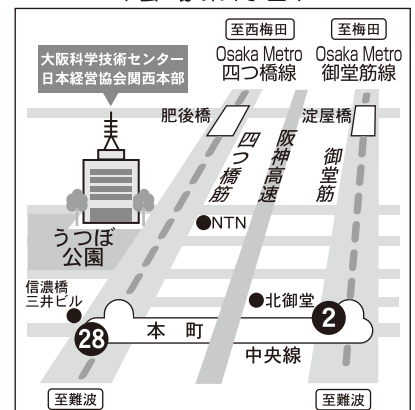 至西梅田
至梅田
Osaka Metro
四つ橋線
Osaka Metro
御堂筋線
大阪科学技術センター
日本経営協会関西本部
肥後橋
淀屋橋
四つ橋筋
阪神高速
御堂筋
NTN
うつぼ
公園
信濃橋
三井ビル
北御堂
2
28
本町
中央線
至難波
至難波